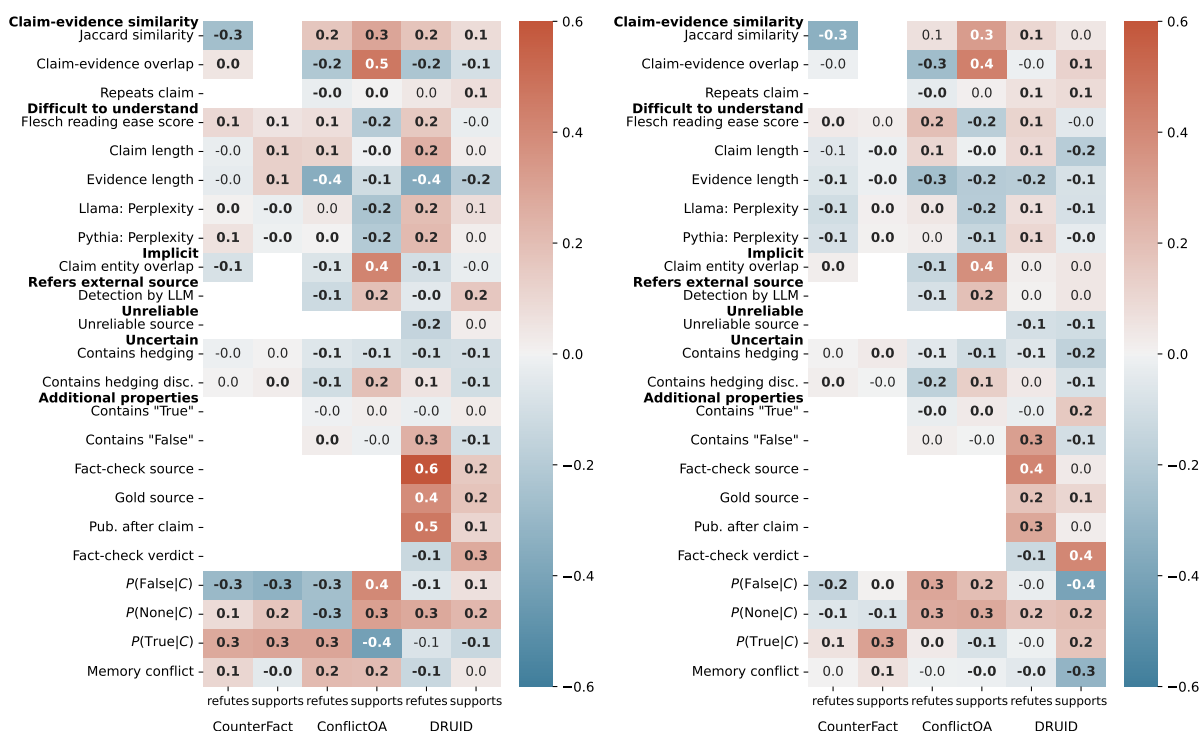 Claim-evidence similarity
Jaccard similarity -0.3 0.2 0.3 0.2 0.1
Claim-evidence overlap 0.0 -0.2 0.5 -0.2 -0.1
Repeats claim -0.0 0.0 0.0 0.1
Difficult to understand
Flesch reading ease score 0.1 0.1 0.1 -0.2 0.2 -0.0
Claim length -0.0 0.1 0.1 -0.0 0.2 0.0
Evidence length -0.0 0.1 -0.4 -0.1 -0.4 -0.2
Llama: Perplexity 0.0 -0.0 0.0 -0.2 0.2 0.1
Pythia: Perplexity 0.1 -0.0 0.0 -0.2 0.2 0.0
Implicit
Claim entity overlap -0.1 -0.1 0.4 -0.1 -0.0
Refers external source
Detection by LLM -0.1 0.2 -0.0 0.2
Unreliable
Unreliable source -0.2 0.0
Uncertain
Contains hedging -0.0 0.0 -0.1 -0.1 -0.1 -0.1
Contains hedging disc. 0.0 0.0 -0.1 0.2 0.1 -0.1
Additional properties
Contains "True" -0.0 0.0 -0.0 0.0
Contains "False" 0.0 -0.0 0.3 -0.1
Fact-check source 0.6 0.2
Gold source 0.4 0.2
Pub. after claim 0.5 0.1
Fact-check verdict -0.1 0.3
P(False|C) -0.3 -0.3 -0.3 0.4 -0.1 0.1
P(None|C) 0.1 0.2 -0.3 0.3 0.3 0.2
P(True|C) 0.3 0.3 0.3 -0.4 -0.1 -0.1
Memory conflict 0.1 -0.0 0.2 0.2 -0.1 0.0
refutes supports refutes supports refutes supports
CounterFact ConflictQA DRUID
0.6
0.4
0.2
0.0
−0.2
−0.4
−0.6
Claim-evidence similarity
Jaccard similarity -0.3 0.1 0.3 0.1 0.0
Claim-evidence overlap -0.0 -0.3 0.4 -0.0 0.1
Repeats claim -0.0 0.0 0.1 0.1
Difficult to understand
Flesch reading ease score 0.0 0.0 0.2 -0.2 0.1 -0.0
Claim length -0.1 -0.0 0.1 -0.0 0.1 -0.2
Evidence length -0.1 -0.0 -0.3 -0.2 -0.2 -0.1
Llama: Perplexity -0.1 0.0 0.0 -0.2 0.1 -0.1
Pythia: Perplexity -0.1 0.0 0.0 -0.1 0.1 -0.0
Implicit
Claim entity overlap 0.0 -0.1 0.4 0.0 0.0
Refers external source
Detection by LLM -0.1 0.2 0.0 0.0
Unreliable
Unreliable source -0.1 -0.1
Uncertain
Contains hedging 0.0 0.0 -0.1 -0.1 -0.1 -0.2
Contains hedging disc. 0.0 -0.0 -0.2 0.1 0.0 -0.1
Additional properties
Contains "True" -0.0 0.0 -0.0 0.2
Contains "False" 0.0 -0.0 0.3 -0.1
Fact-check source 0.4 0.0
Gold source 0.2 0.1
Pub. after claim 0.3 0.0
Fact-check verdict -0.1 0.4
P(False|C) -0.2 0.0 0.3 0.2 -0.0 -0.4
P(None|C) -0.1 -0.1 0.3 0.3 0.2 0.2
P(True|C) 0.1 0.3 0.0 -0.1 -0.0 0.2
Memory conflict 0.0 0.1 -0.0 -0.0 -0.0 -0.3
refutes supports refutes supports refutes supports
CounterFact ConflictQA DRUID
0.6
0.4
0.2
0.0
−0.2
−0.4
−0.6